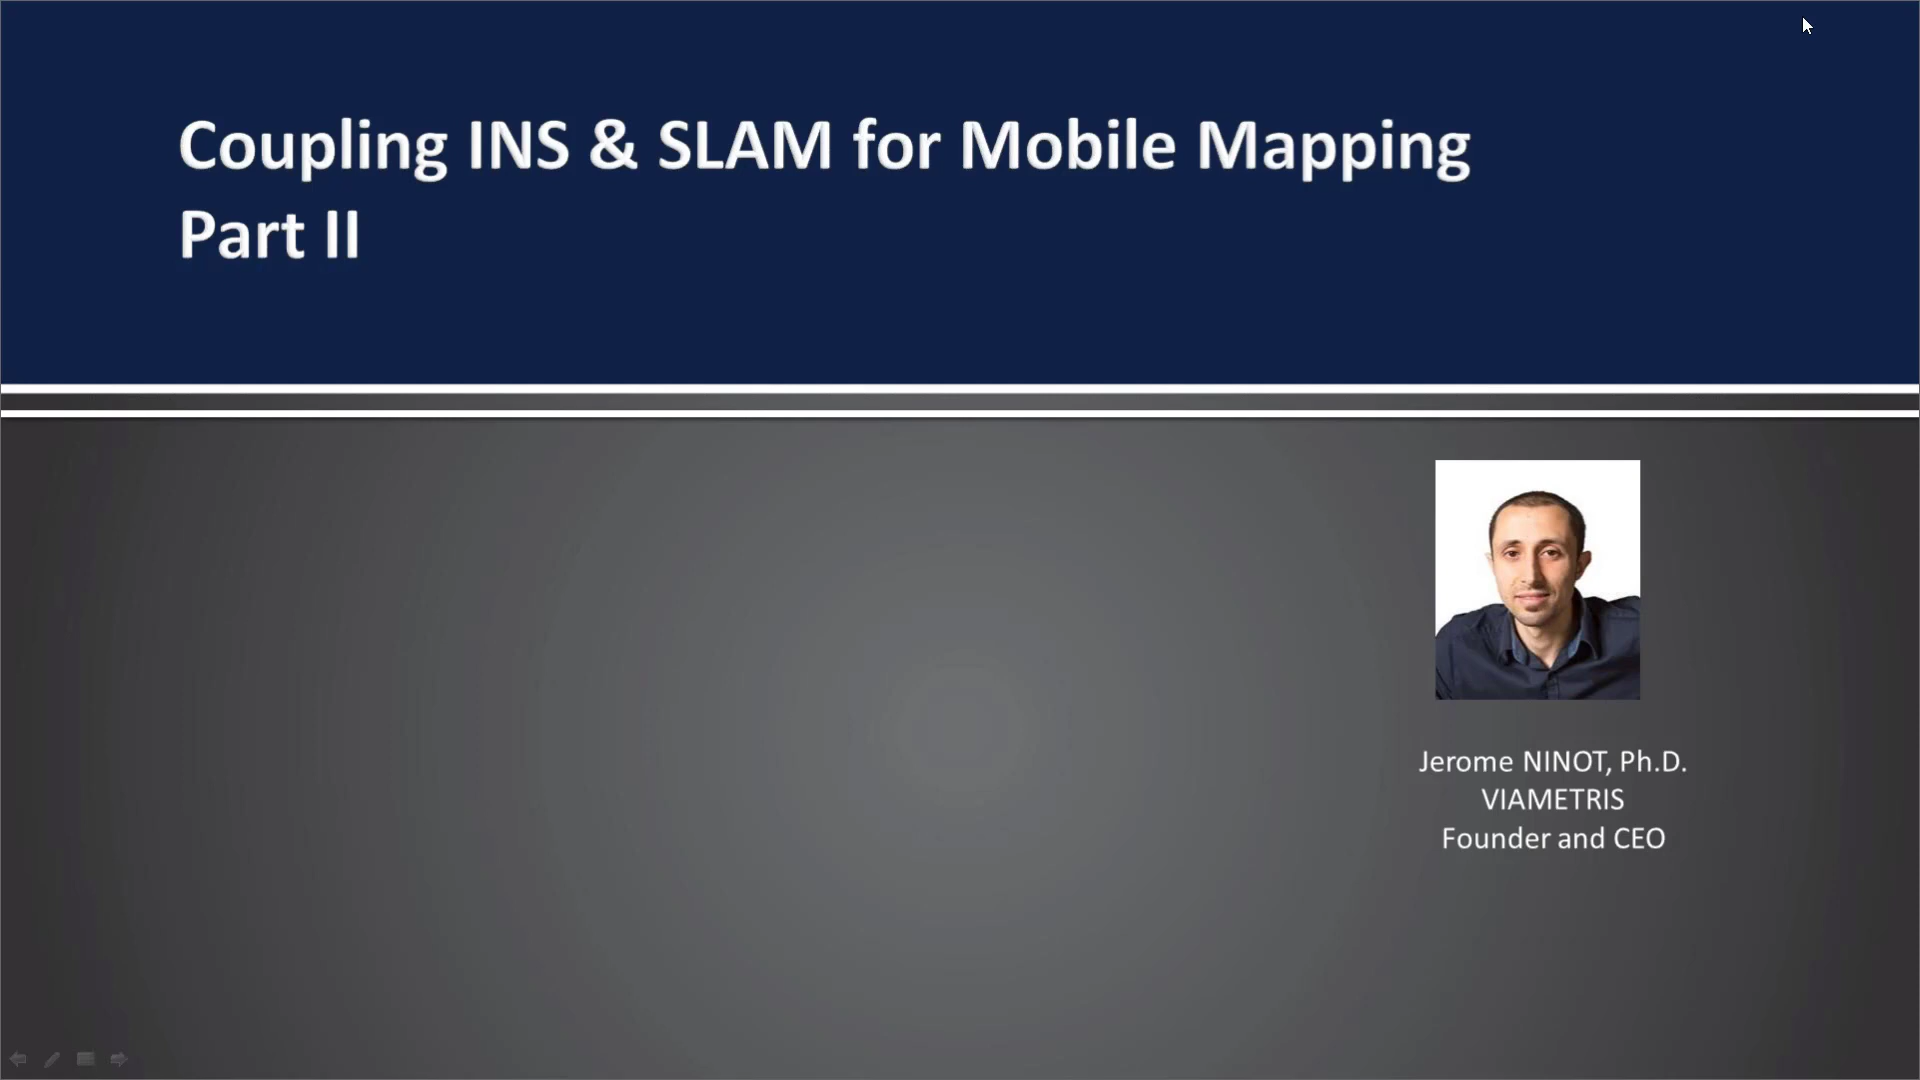 Coupling INS & SLAM for Mobile Mapping
Part II
Jerome NINOT, Ph.D.
VIAMETRIS
Founder and CEO